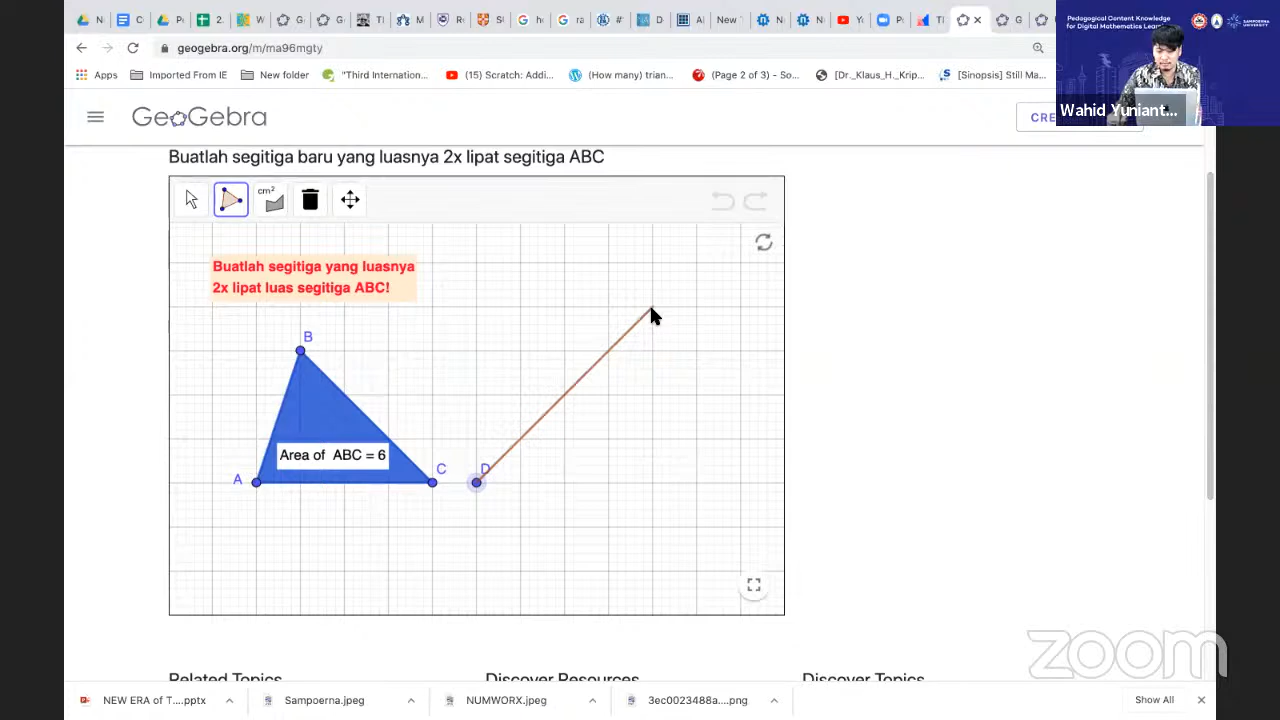 geogebra.org/m/ma96mgty
Apps
Imported From IE
New folder
"Third Internation...
(15) Scratch: Addi...
(How many) trian...
(Page 2 of 3) - So...
[Dr._Klaus_H._Krip...
[Sinopsis] Still Ma...
Pedagogical Content Knowledge
for Digital Mathematics
SAMPOERNA
UNIVERSITY
Wahid Yuniant...
GeoGebra
CRE
Buatlah segitiga baru yang luasnya 2x lipat segitiga ABC
cm²
Buatlah segitiga yang luasnya
2x lipat luas segitiga ABC!
B
Area of ABC = 6
A
C
D
zoom
Related Topics
Discover Resources
Discover Topics
NEW ERA of T....pptx
Sampoerna.jpeg
NUMWORX.jpeg
3ec0023488a....png
Show All